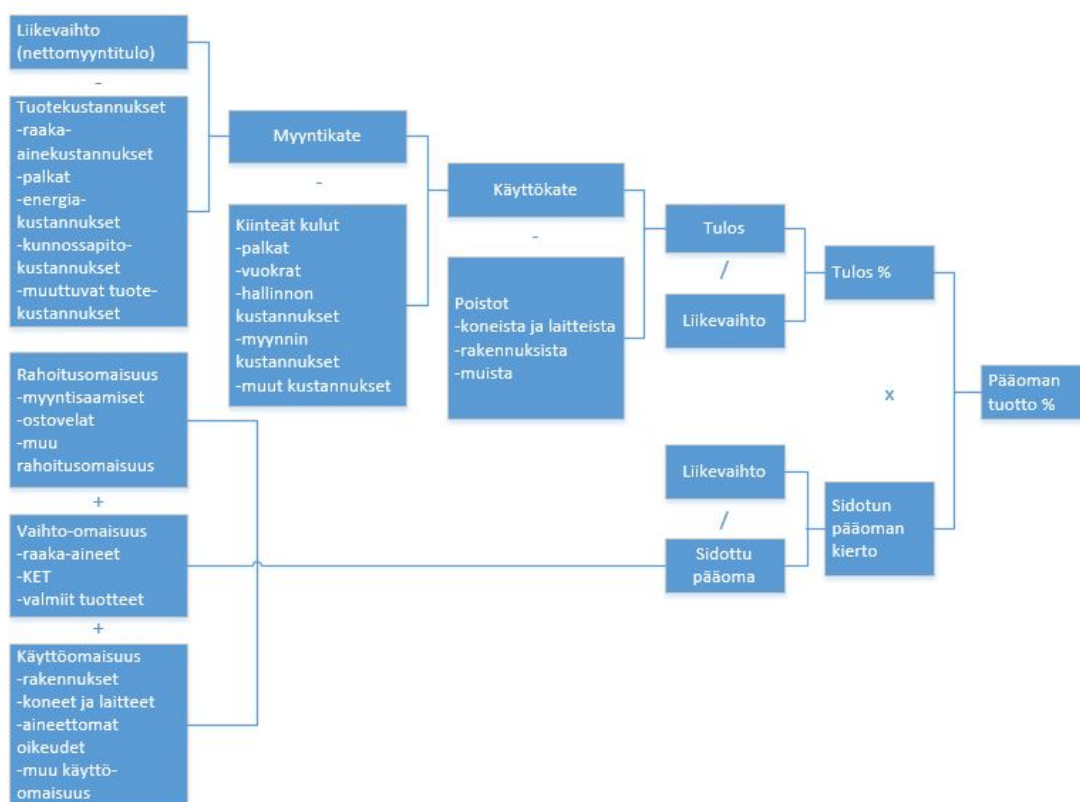 Liikevaihto
(nettomyyntitulo)
-
Tuotekustannukset
-raaka-
ainekustannukset
-palkat
-energia-
kustannukset
-kunnossapito-
kustannukset
-muuttuvat tuote-
kustannukset
Myyntikate
-
Kiinteät kulut
-palkat
-vuokrat
-hallinnon
kustannukset
-myynnin
kustannukset
-muut kustannukset
Käyttökate
-
Poistot
-koneista ja laitteista
-rakennuksista
-muista
Tulos
/
Liikevaihto
Tulos %
x
Pääoman
tuotto %
Rahoitusomaisuus
-myyntisaamiset
-ostovelat
-muu
rahoitusomaisuus
+
Vaihto-omaisuus
-raaka-aineet
-KET
-valmiit tuotteet
+
Käyttöomaisuus
-rakennukset
-koneet ja laitteet
-aineettomat
oikeudet
-muu käyttö-
omaisuus
Liikevaihto
/
Sidottu
pääoma
Sidotun
pääoman
kierto